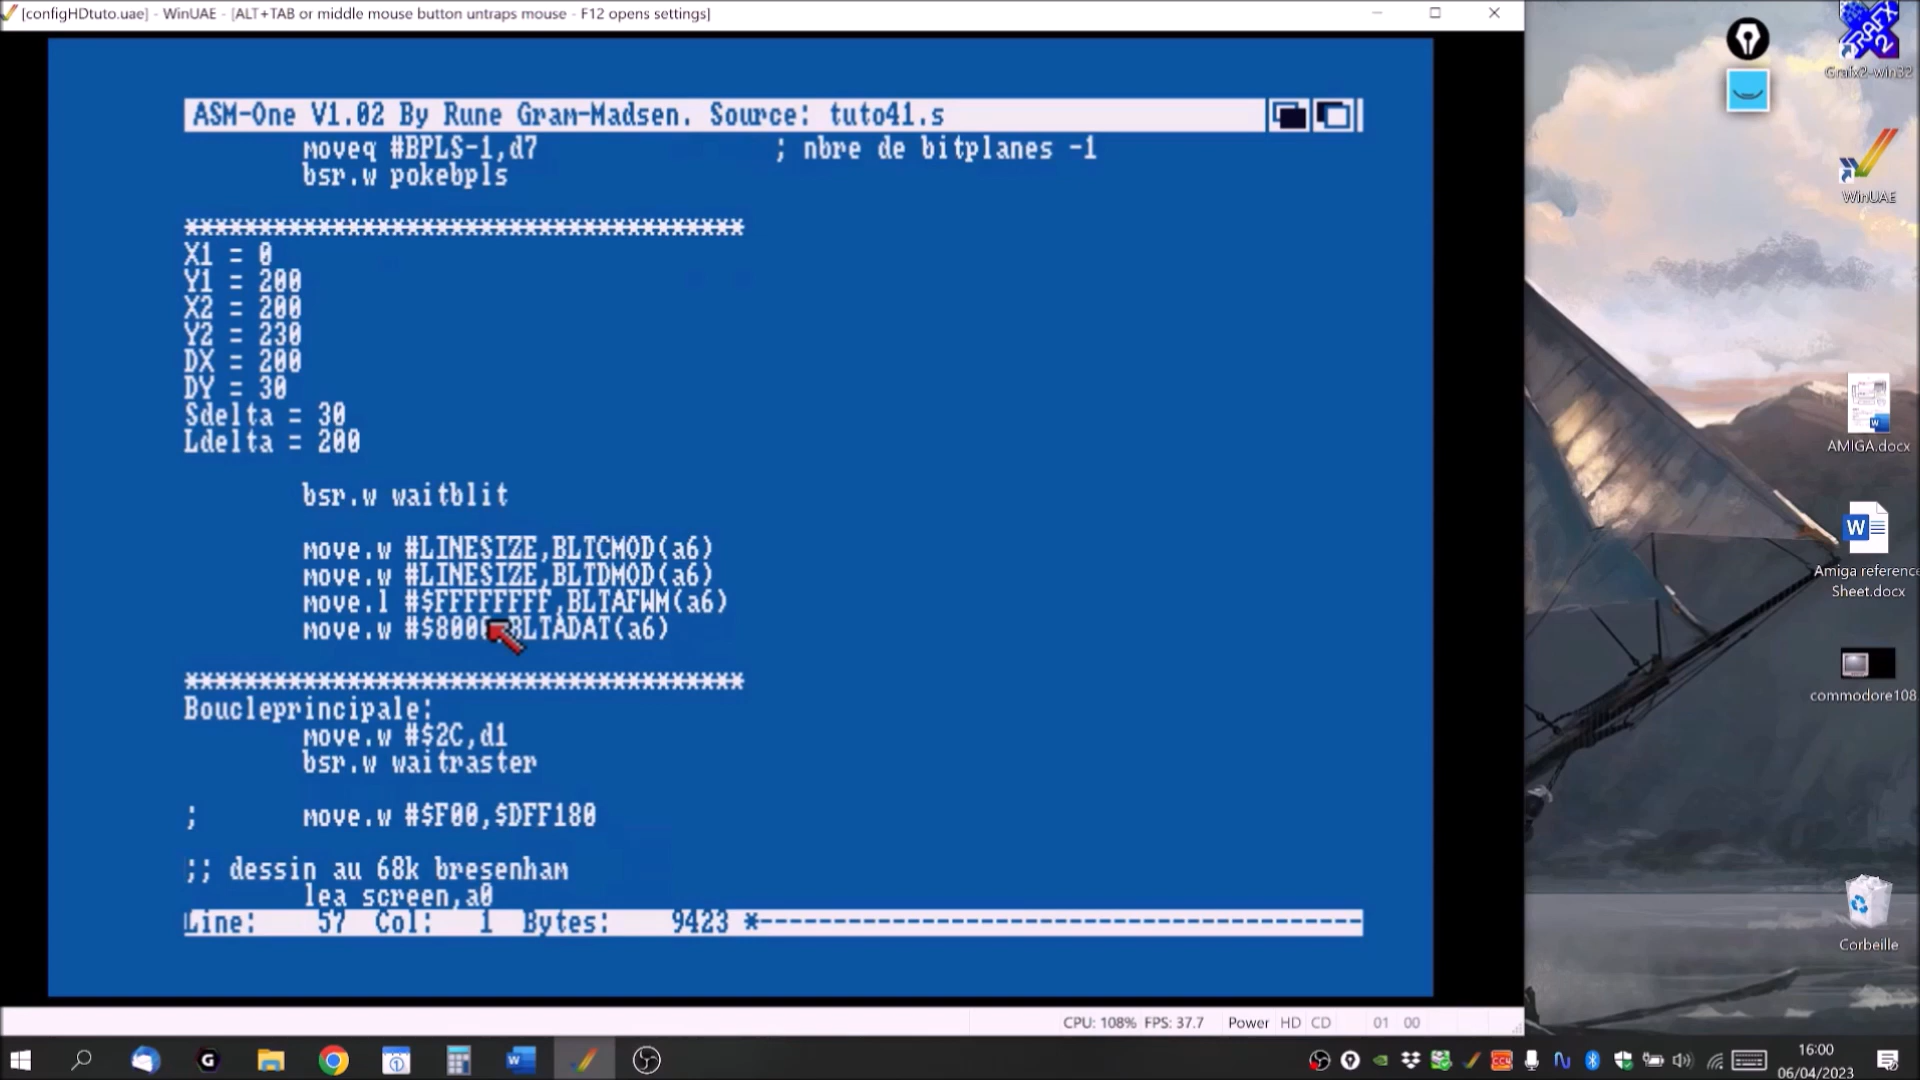 [configHDtuto.uae] - WinUAE - [ALT+TAB or middle mouse button untraps mouse - F12 opens settings]
ASM-One V1.02 By Rune Gram-Madsen. Source: tuto41.s
moveq #BPLS-1,d7 ; nbre de bitplanes -1
bsr.w pokebpls
**************************************
X1 = 0
Y1 = 200
X2 = 200
Y2 = 230
DX = 200
DY = 30
Sdelta = 30
Ldelta = 200
bsr.w waitblit
move.w #LINESIZE,BLTCMOD(a6)
move.w #LINESIZE,BLTDMOD(a6)
move.l #$FFFFFFFF,BLTAFWM(a6)
move.w #$8000,BLTADAT(a6)
**************************************
Boucleprincipale:
move.w #$2C,d1
bsr.w waitraster
; move.w #$F00,$DFF180
;; dessin au 68k bresenham
lea screen,a0
Line: 57 Col: 1 Bytes: 9423 *-----------------------------------------
CPU: 108% FPS: 37.7 Power HD CD 01 00
GRAFX2
Grafx2-win32
WinUAE
AMIGA.docx
Amiga reference Sheet.docx
commodore108
Corbeille
16:00
06/04/2023